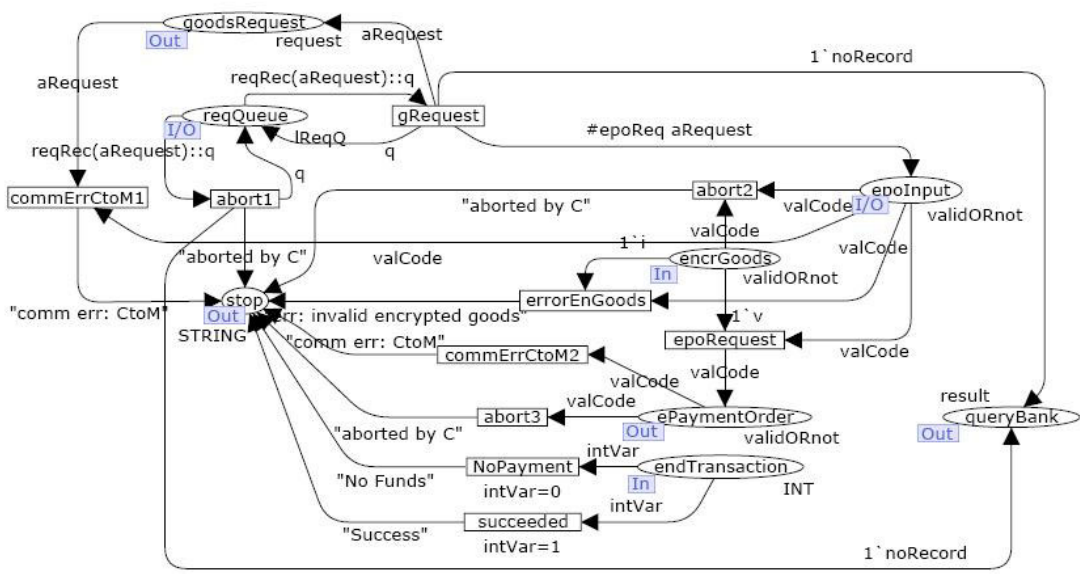 goodsRequest
Out
request
aRequest
1`noRecord
aRequest
reqRec(aRequest)::q
reqQueue
I/O
gRequest
lReqQ
q
#epoReq aRequest
reqRec(aRequest)::q
q
commErrCtoM1
abort1
abort2
epoInput
I/O
"aborted by C"
valCode
validORnot
valCode
valCode
"aborted by C"
valCode
1`i
encrGoods
In
validORnot
stop
Out
errorEnGoods
"comm err: CtoM"
err: invalid encrypted goods"
1`v
STRING
"comm err: CtoM"
epoRequest
commErrCtoM2
valCode
valCode
valCode
result
valCode
abort3
ePaymentOrder
queryBank
Out
Out
"aborted by C"
validORnot
intVar
NoPayment
endTransaction
"No Funds"
In
intVar=0
INT
intVar
succeeded
"Success"
intVar=1
1`noRecord